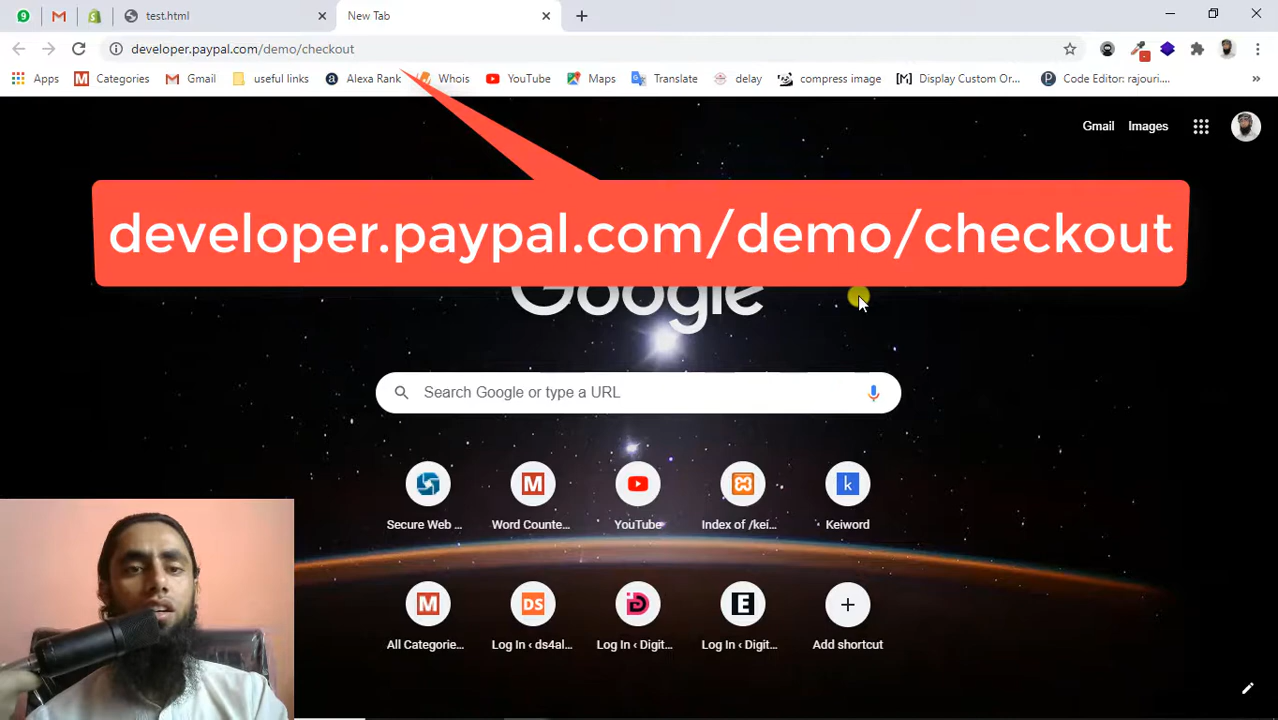 9
test.html
New Tab
developer.paypal.com/demo/checkout
Apps
Categories
Gmail
useful links
Alexa Rank
Whois
YouTube
Maps
Translate
delay
compress image
Display Custom Or...
Code Editor: rajouri....
»
Gmail
Images
developer.paypal.com/demo/checkout
Google
Search Google or type a URL
Secure Web ...
Word Counte...
YouTube
Index of /kei...
Keiword
All Categorie...
Log In ‹ ds4al...
Log In ‹ Digit...
Log In ‹ Digit...
Add shortcut